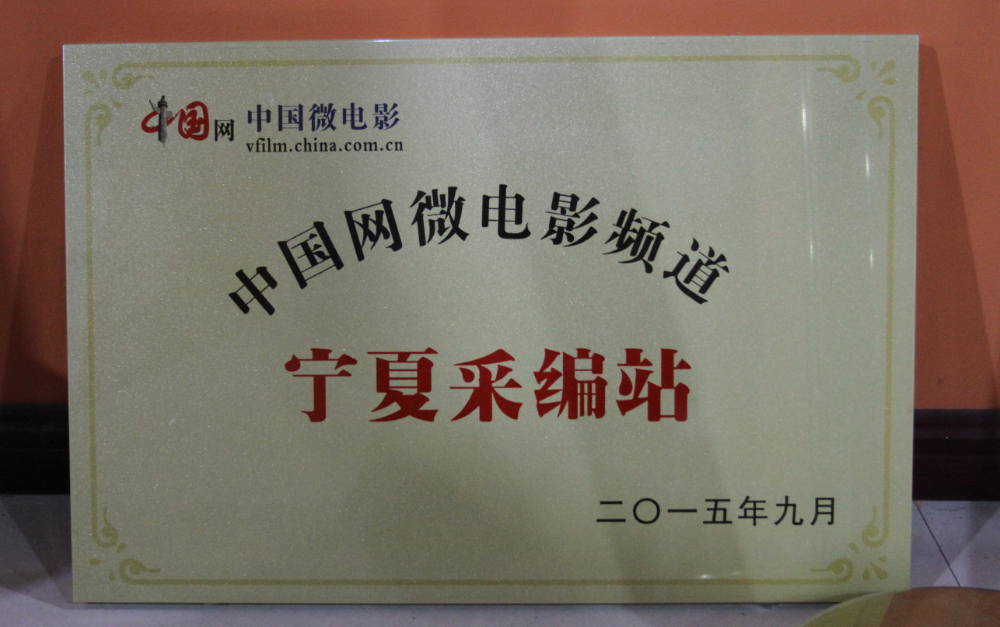 中国网 中国微电影
vfilm.china.com.cn
中国网微电影频道
宁夏采编站
二〇一五年九月